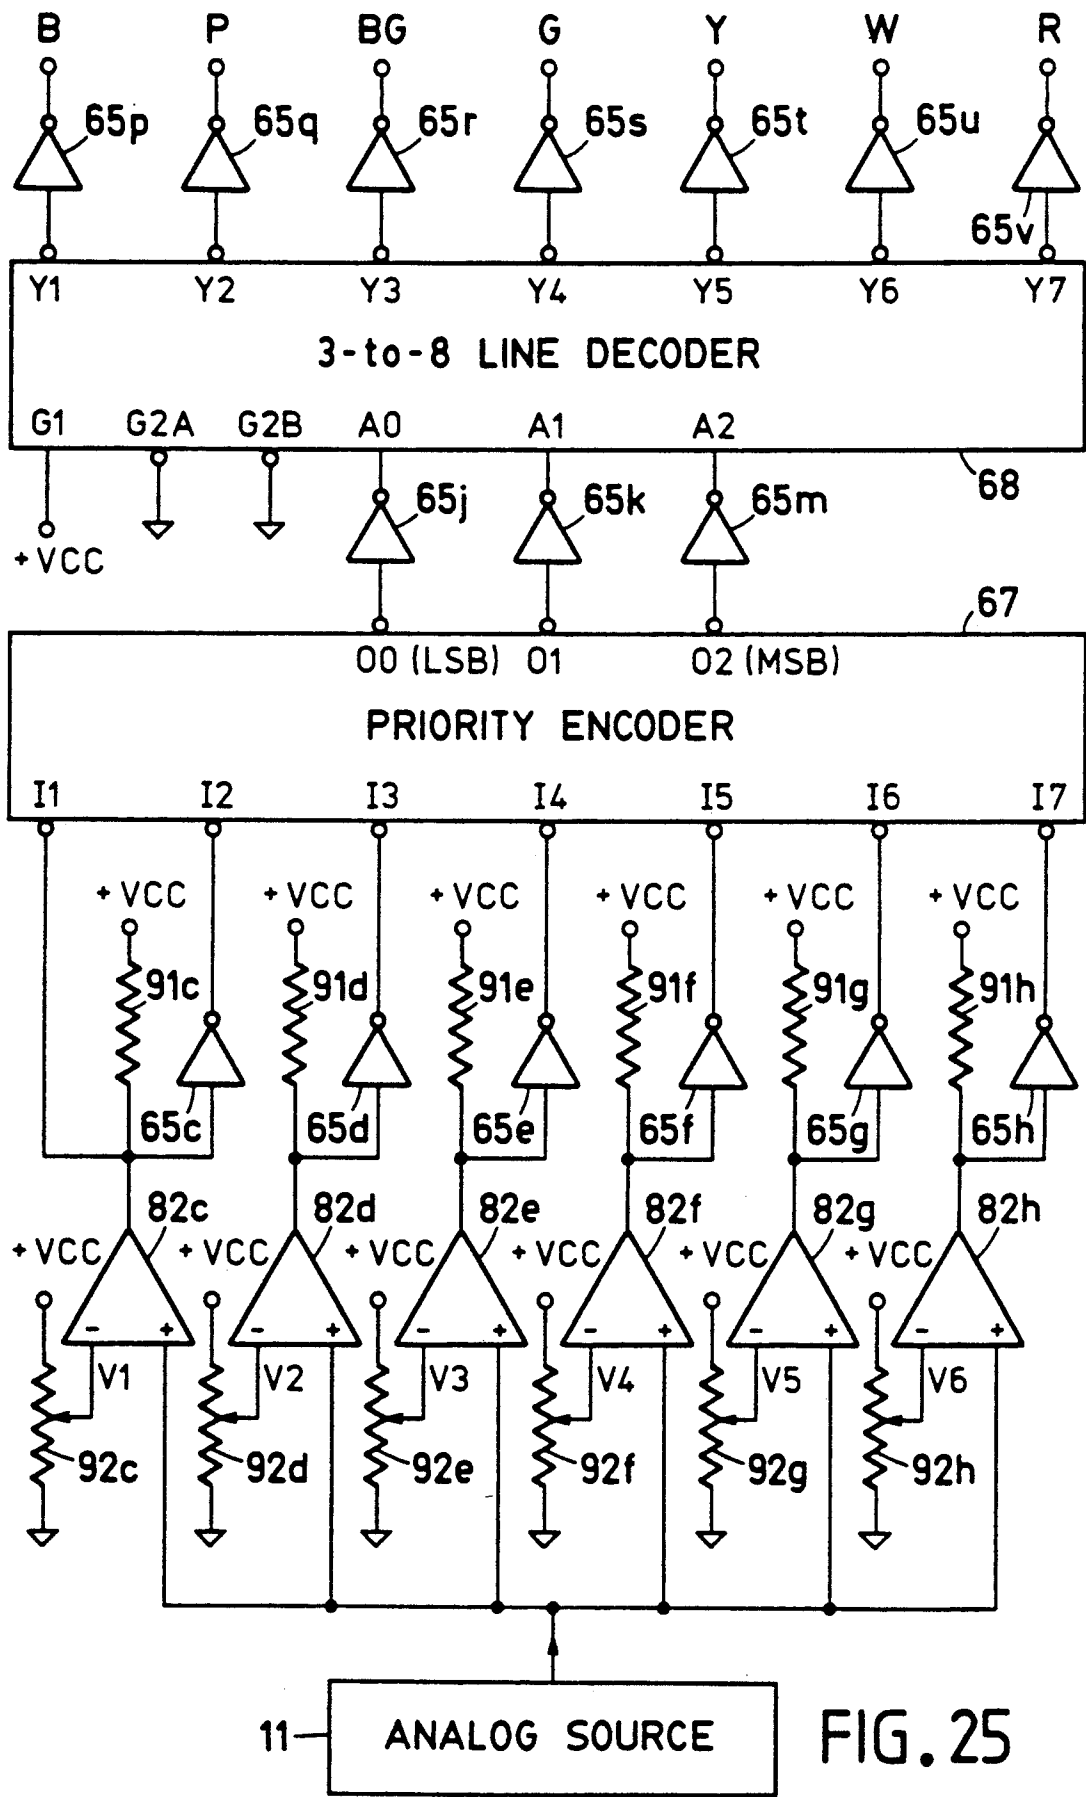 B P BG G Y W R
65p 65q 65r 65s 65t 65u
65v
Y1 Y2 Y3 Y4 Y5 Y6 Y7
3-to-8 LINE DECODER
G1 G2A G2B A0 A1 A2
68
65j 65k 65m
+VCC
67
O0 (LSB) O1 O2 (MSB)
PRIORITY ENCODER
I1 I2 I3 I4 I5 I6 I7
+VCC +VCC +VCC +VCC +VCC +VCC
91c 91d 91e 91f 91g 91h
65c 65d 65e 65f 65g 65h
82c 82d 82e 82f 82g 82h
+VCC +VCC +VCC +VCC +VCC +VCC
- + - + - + - + - + - +
V1 V2 V3 V4 V5 V6
92c 92d 92e 92f 92g 92h
11 ANALOG SOURCE
FIG. 25